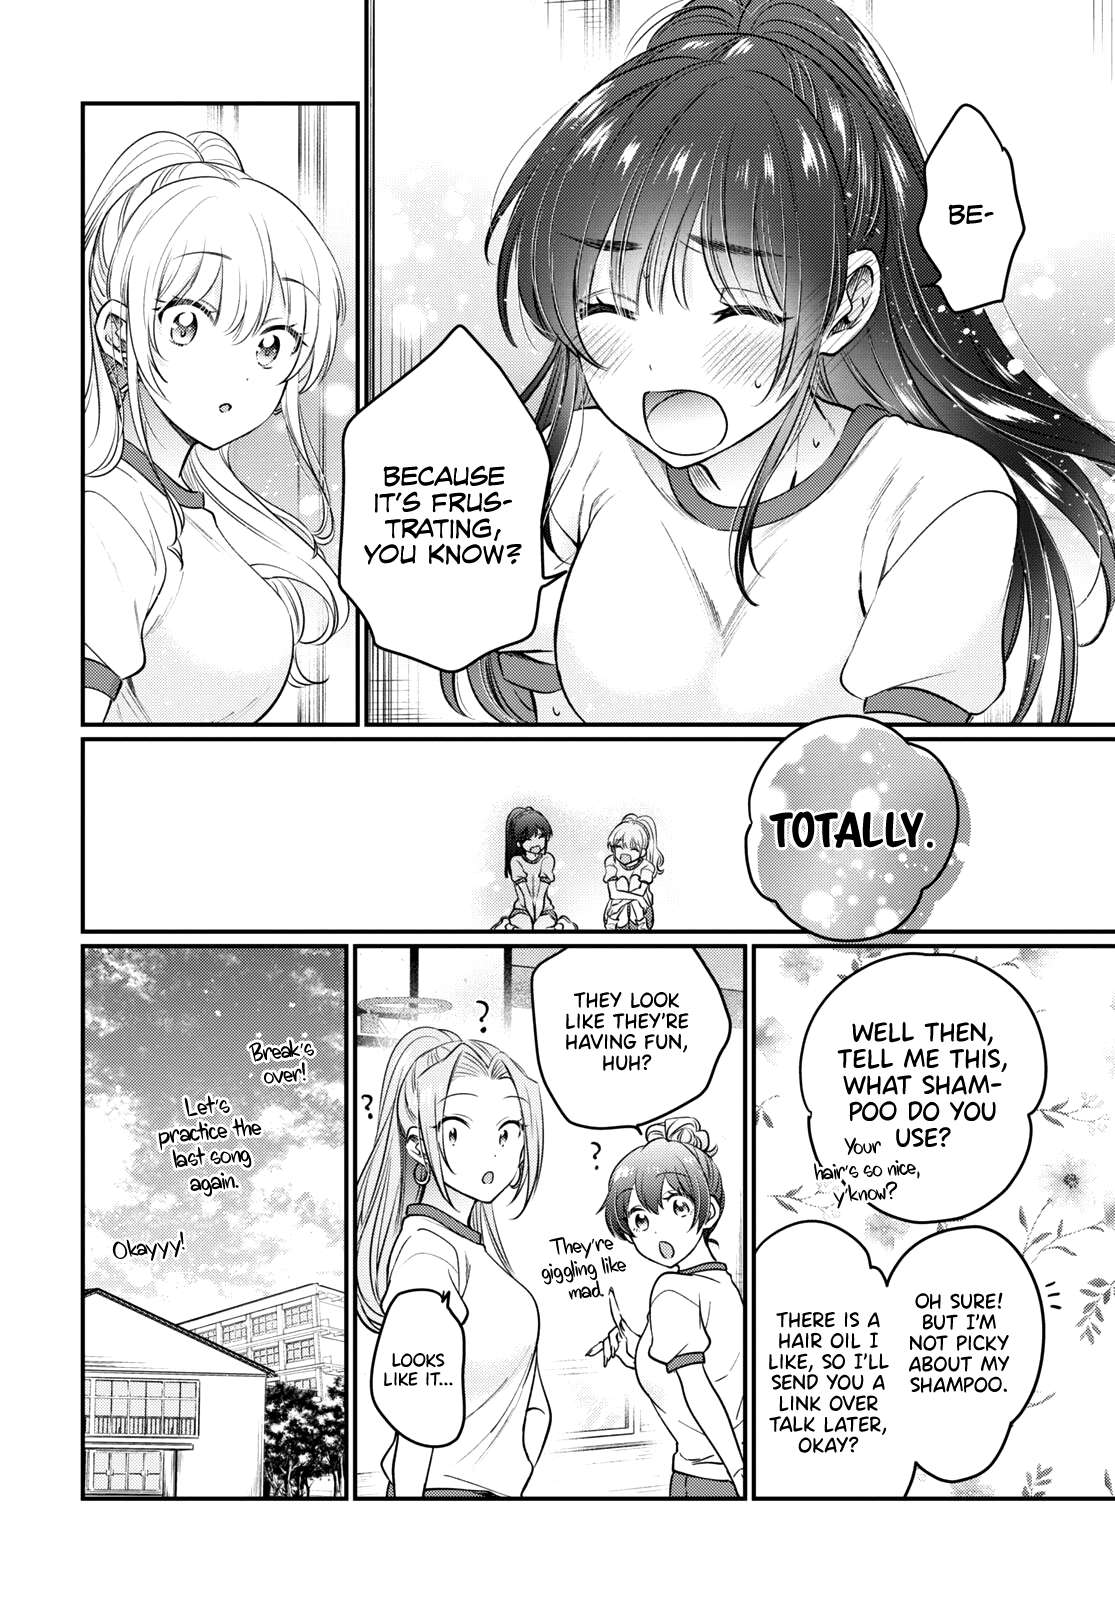 BE-
BECAUSE
IT'S FRUS-
TRATING,
YOU KNOW?
TOTALLY.
WELL THEN,
TELL ME THIS,
WHAT SHAM-
POO DO YOU
USE?
Your
hair's so nice,
y'know?
OH SURE!
BUT I'M
NOT PICKY
ABOUT MY
SHAMPOO.
THERE IS A
HAIR OIL I
LIKE, SO I'LL
SEND YOU A
LINK OVER
TALK LATER,
OKAY?
THEY LOOK
LIKE THEY'RE
HAVING FUN,
HUH?
?
?
?
They're
giggling like
mad.
LOOKS
LIKE IT...
Break's
over!
Let's
practice the
last song
again.
Okayyy!